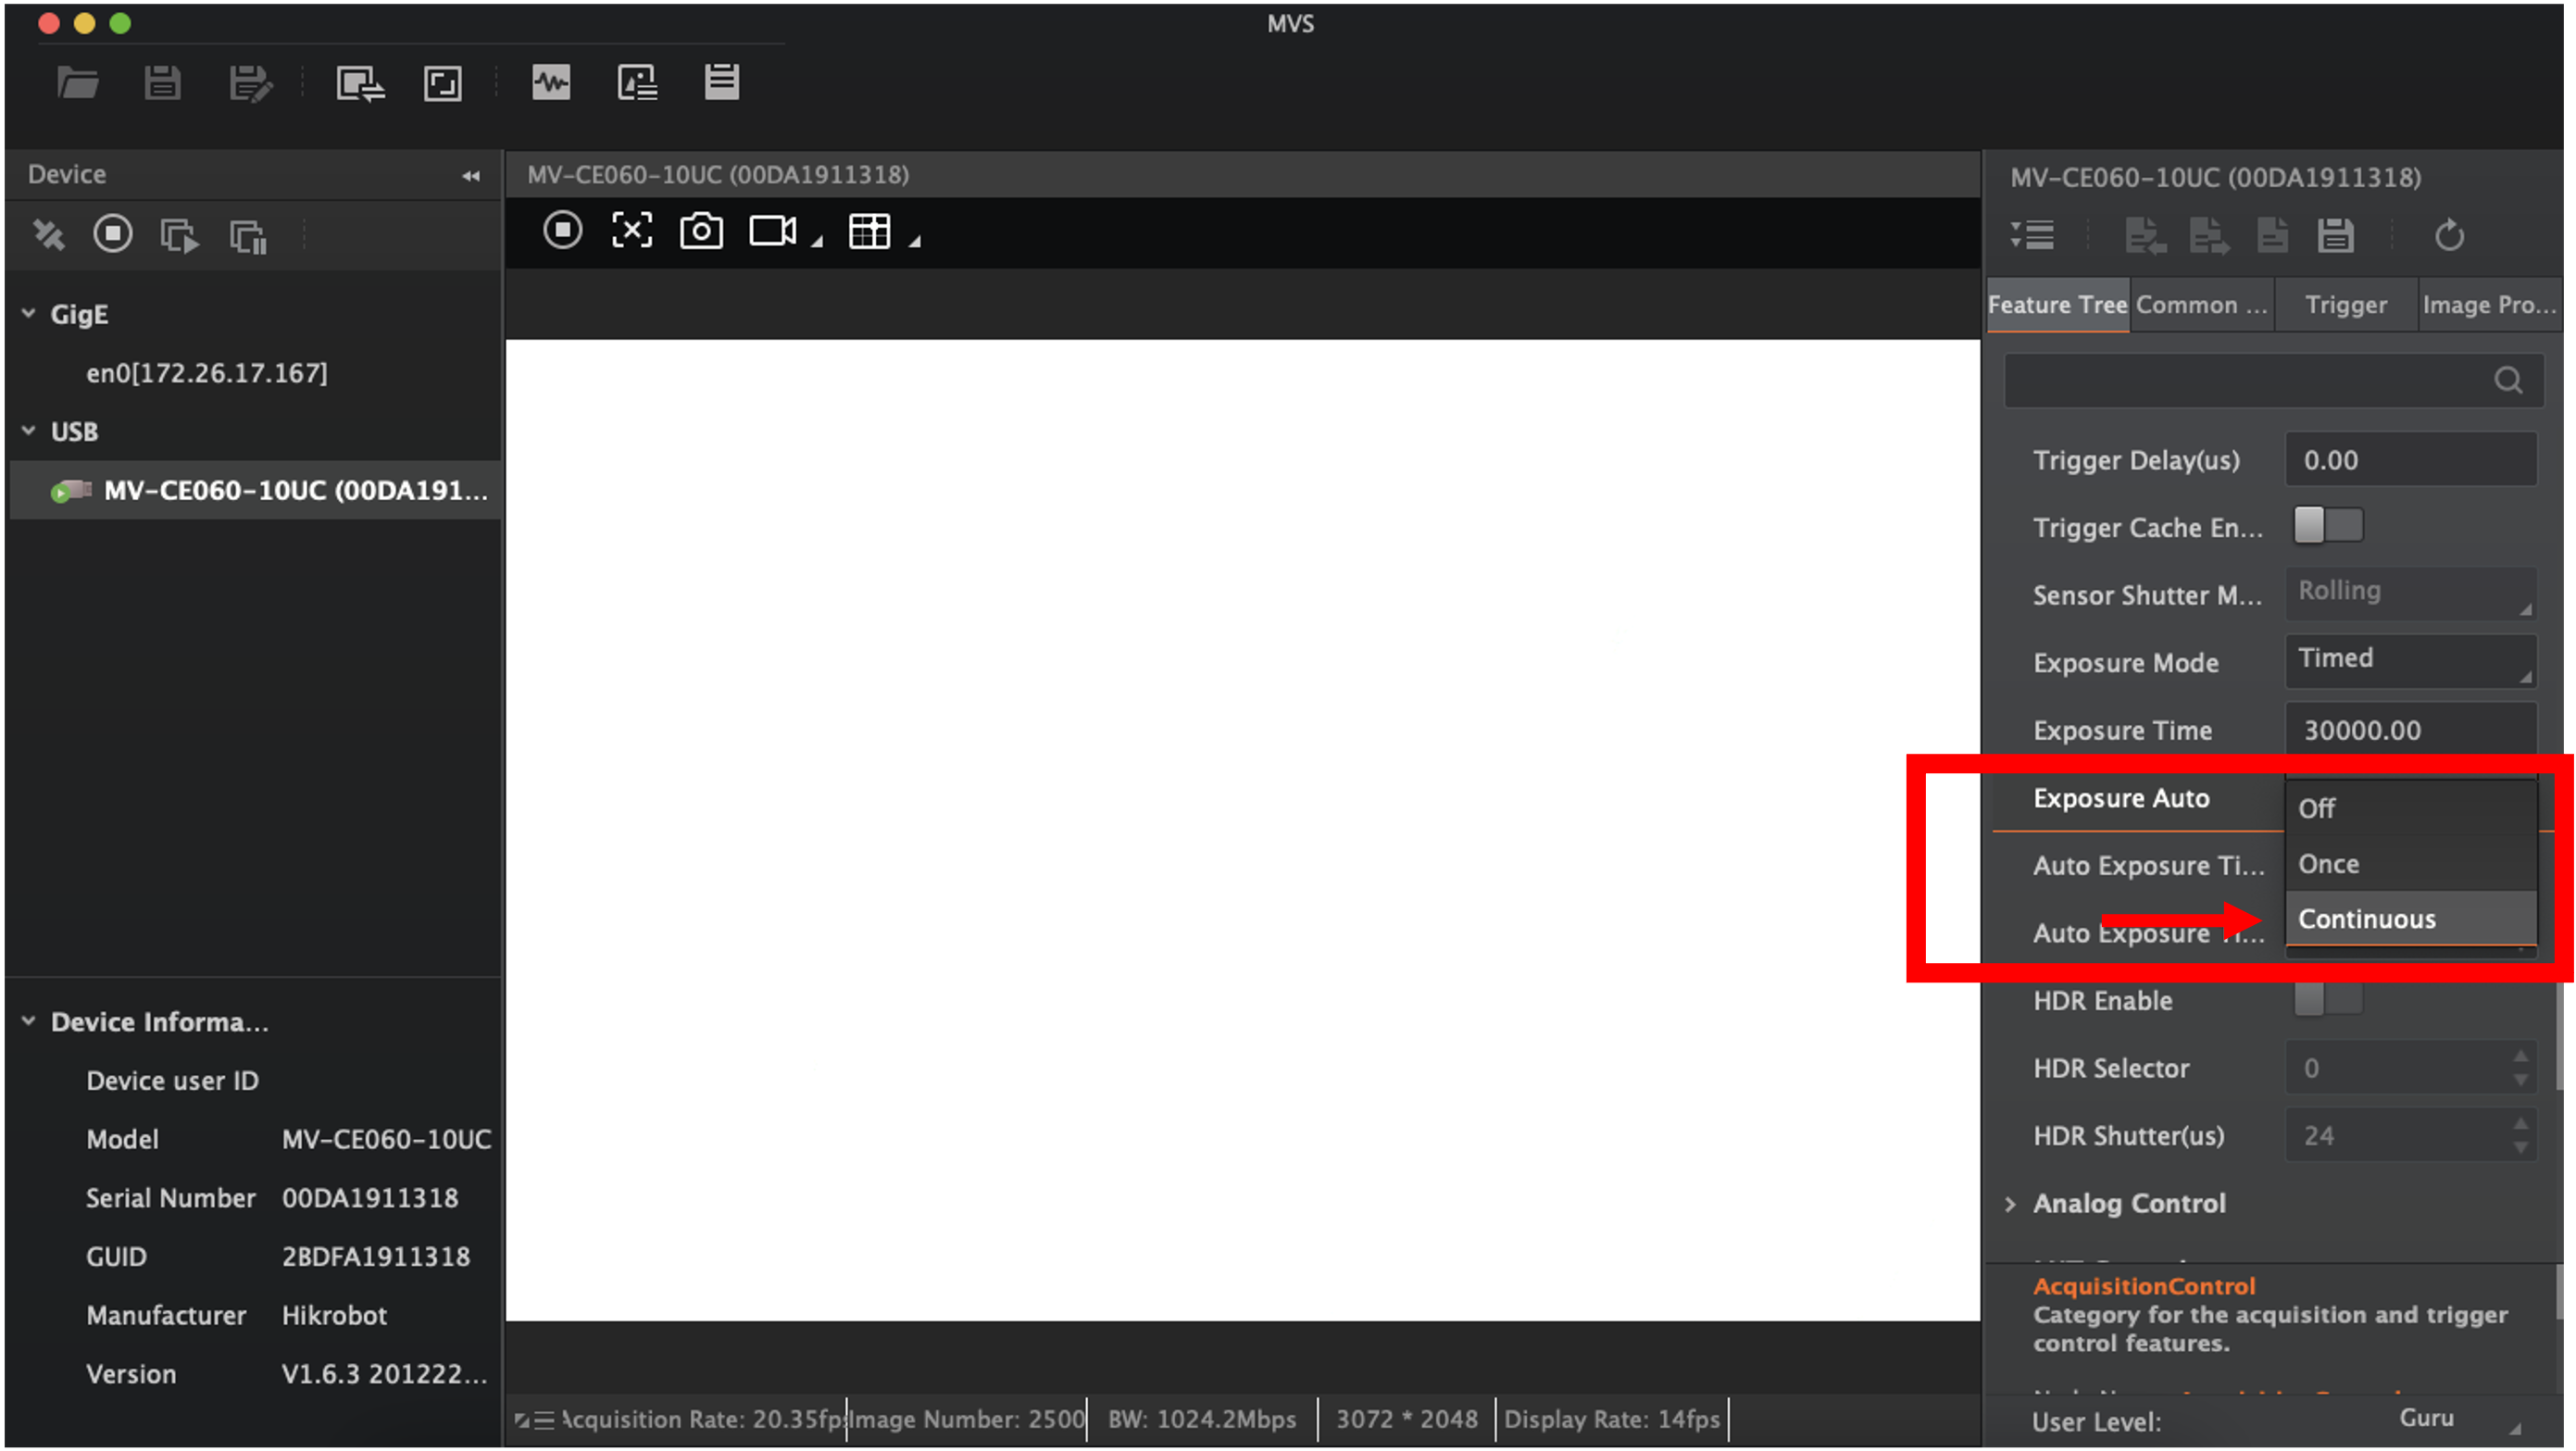 MVS
Device
MV-CE060-10UC (00DA1911318)
MV-CE060-10UC (00DA1911318)
GigE
en0[172.26.17.167]
USB
MV-CE060-10UC (00DA191...
Feature Tree
Common ...
Trigger
Image Pro...
Trigger Delay(us) 0.00
Trigger Cache En...
Sensor Shutter M... Rolling
Exposure Mode Timed
Exposure Time 30000.00
Exposure Auto Off
Once
Auto Exposure Ti...
Continuous
Auto Exposure Ti...
HDR Enable
HDR Selector 0
HDR Shutter(us) 24
Analog Control
AcquisitionControl
Category for the acquisition and trigger
control features.
User Level: Guru
Device Informa...
Device user ID
Model MV-CE060-10UC
Serial Number 00DA1911318
GUID 2BDFA1911318
Manufacturer Hikrobot
Version V1.6.3 201222...
Acquisition Rate: 20.35fps
Image Number: 2500
BW: 1024.2Mbps
3072 * 2048
Display Rate: 14fps